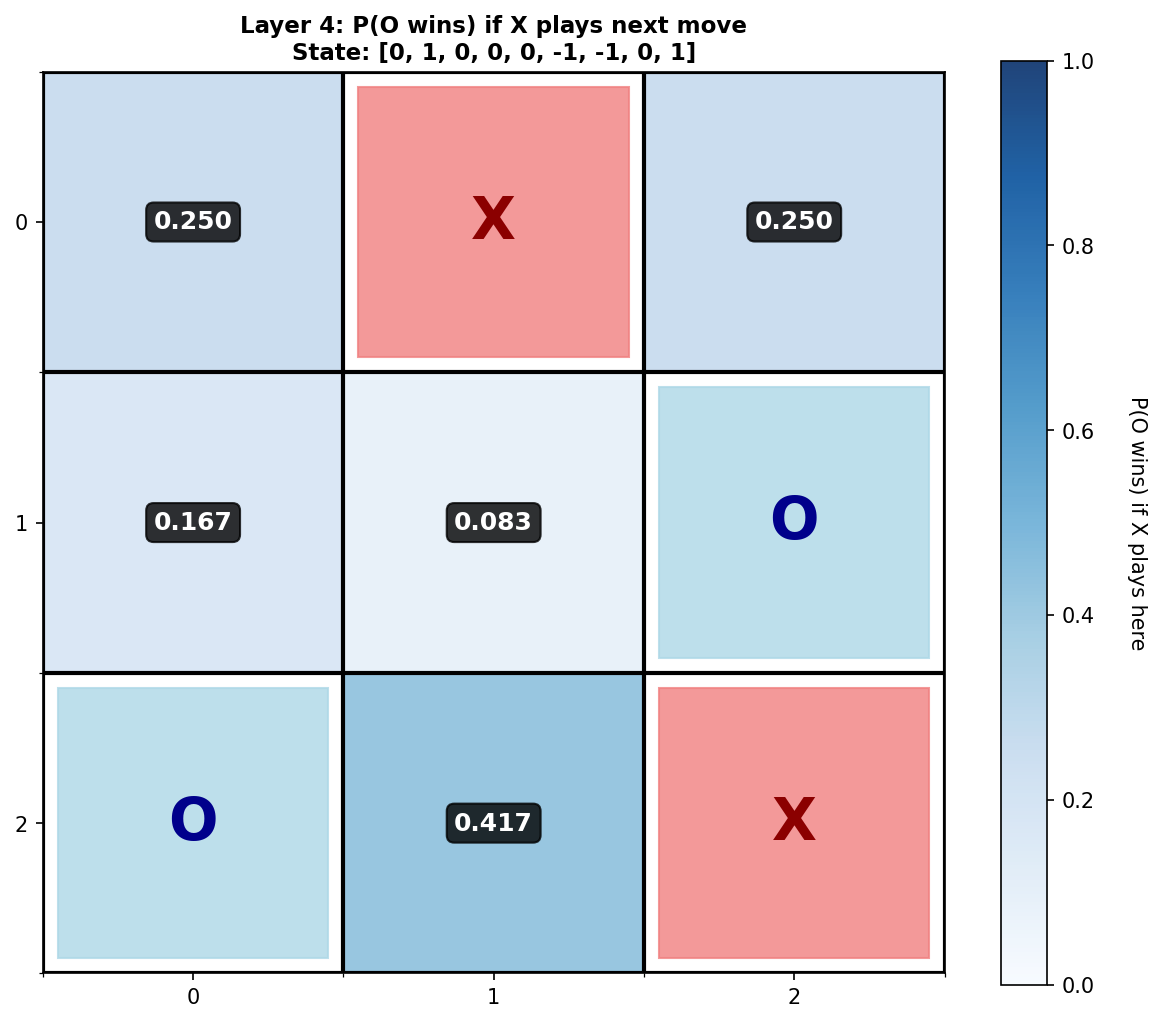 Layer 4: P(O wins) if X plays next move
State: [0, 1, 0, 0, 0, -1, -1, 0, 1]
0.250
X
0.250
0.167
0.083
O
O
0.417
X
0
1
2
0
1
2
1.0
0.8
0.6
0.4
0.2
0.0
P(O wins) if X plays here